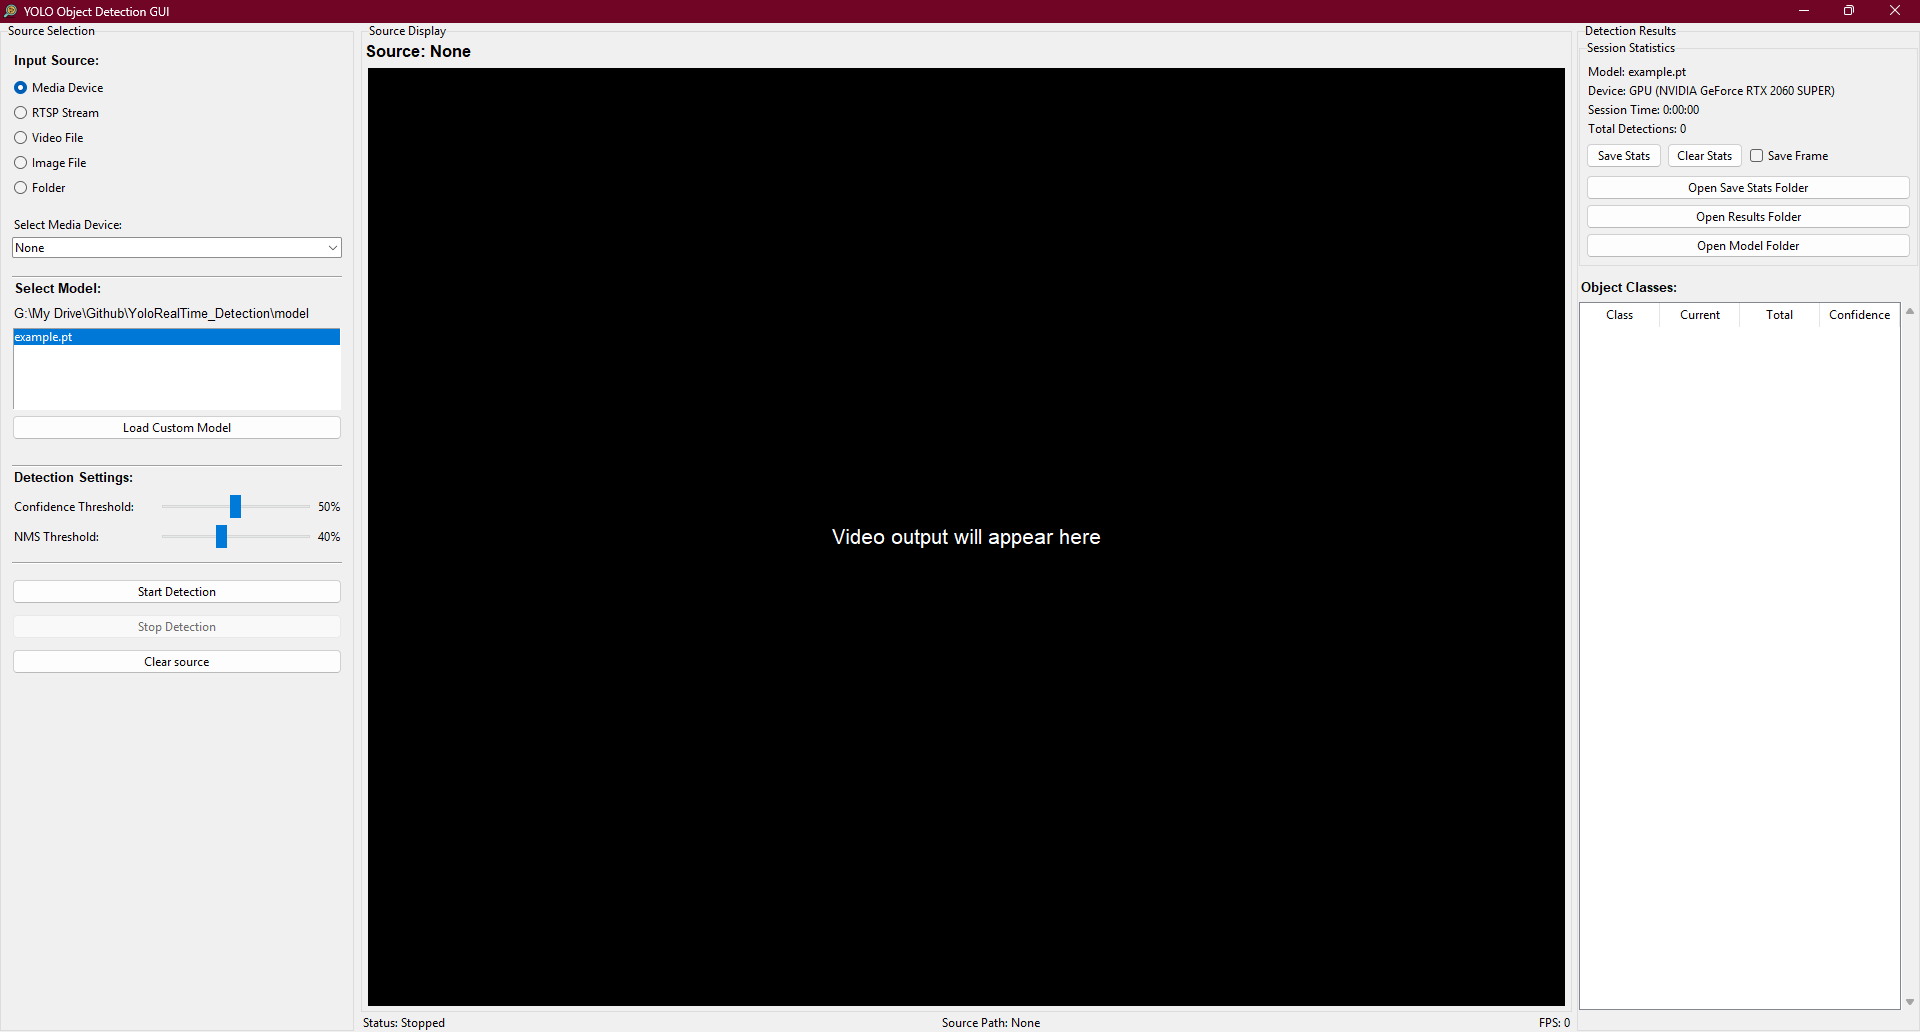 YOLO Object Detection GUI
Source Selection
Input Source:
Media Device
RTSP Stream
Video File
Image File
Folder
Select Media Device:
None
Select Model:
G:\My Drive\Github\YoloRealTime_Detection\model
example.pt
Load Custom Model
Detection Settings:
Confidence Threshold: 50%
NMS Threshold: 40%
Start Detection
Stop Detection
Clear source
Source Display
Source: None
Video output will appear here
Status: Stopped
Source Path: None
FPS: 0
Detection Results
Session Statistics
Model: example.pt
Device: GPU (NVIDIA GeForce RTX 2060 SUPER)
Session Time: 0:00:00
Total Detections: 0
Save Stats Clear Stats Save Frame
Open Save Stats Folder
Open Results Folder
Open Model Folder
Object Classes:
Class Current Total Confidence